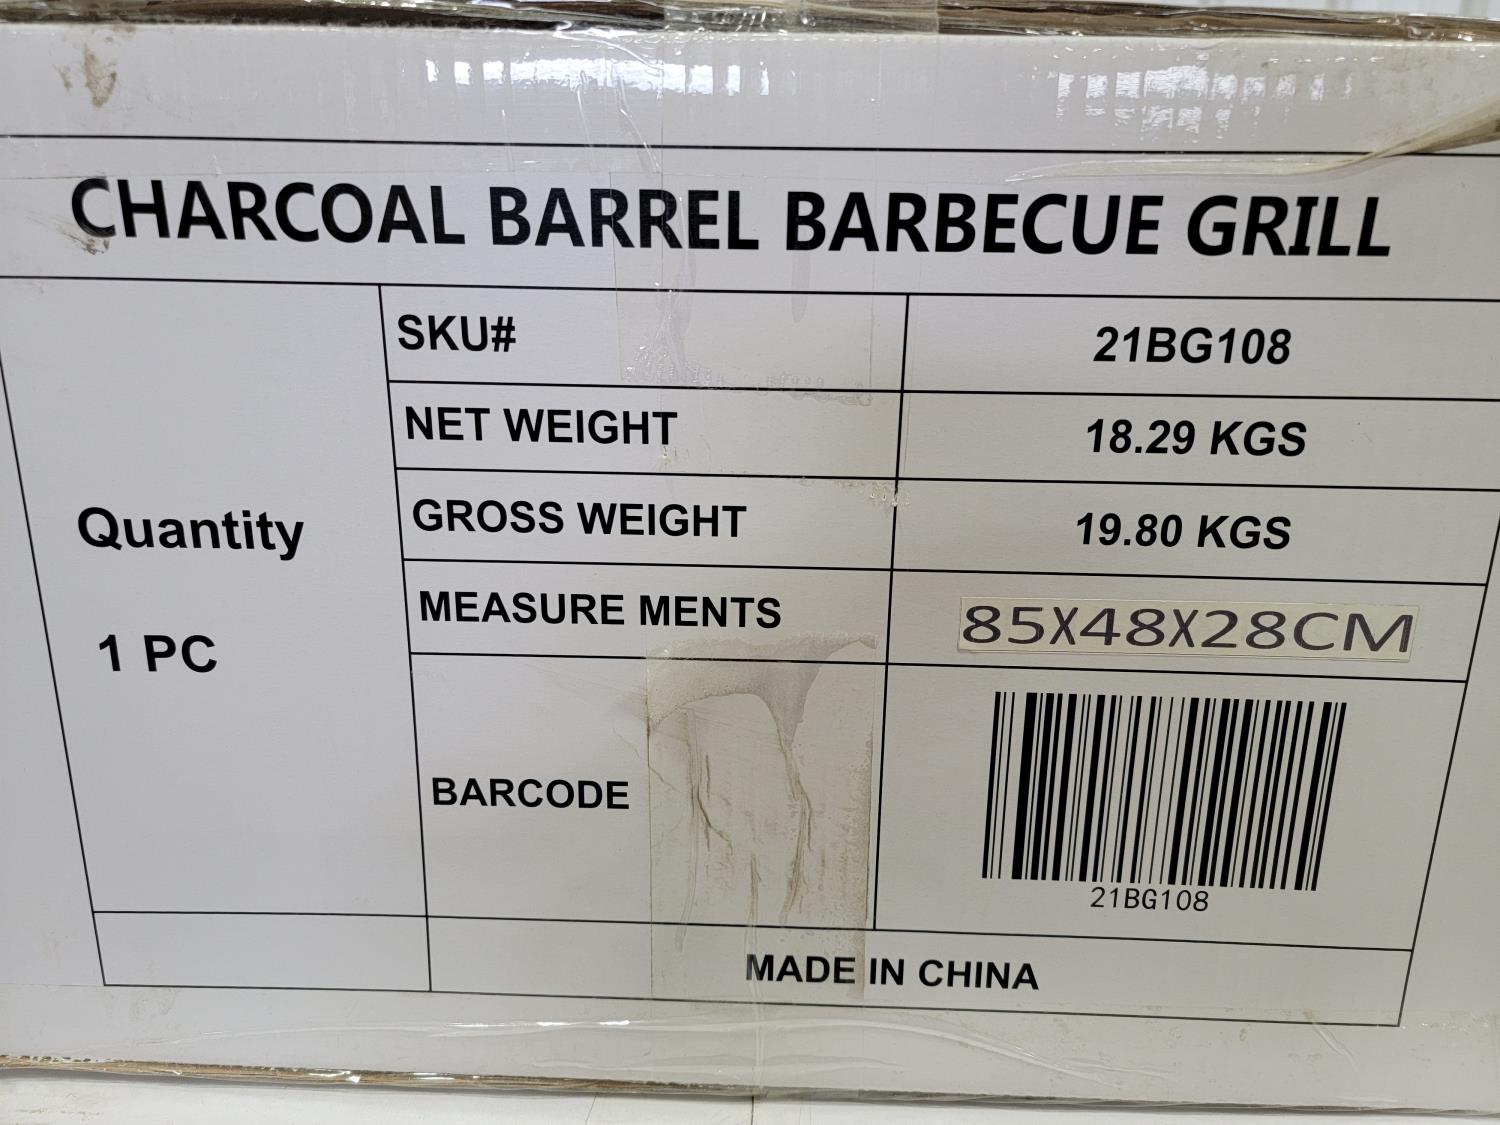 CHARCOAL BARREL BARBECUE GRILL
Quantity
1 PC
SKU# 21BG108
NET WEIGHT 18.29 KGS
GROSS WEIGHT 19.80 KGS
MEASURE MENTS 85X48X28CM
BARCODE
21BG108
MADE IN CHINA